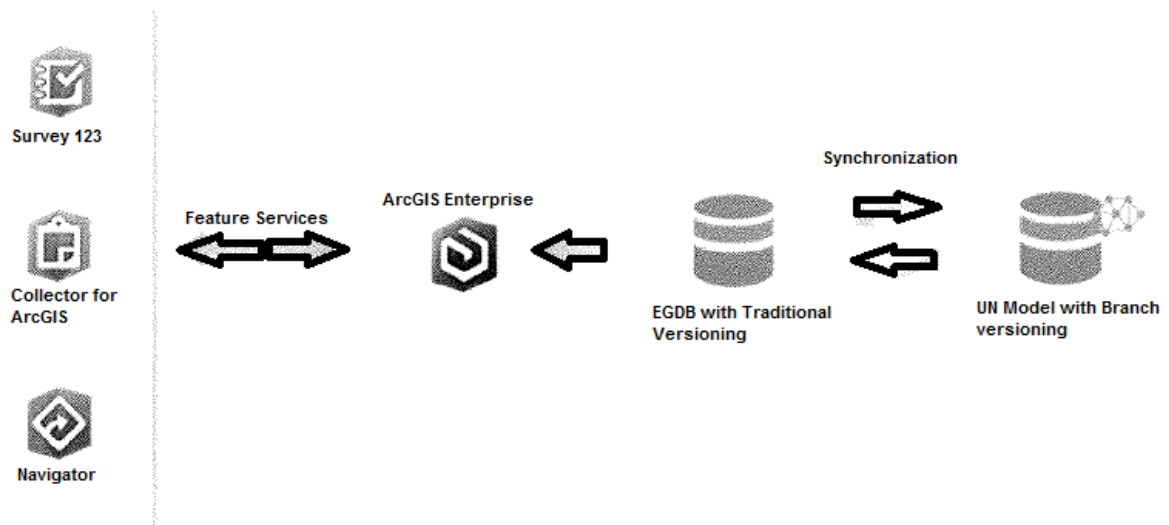 Survey 123
Collector for
ArcGIS
Navigator
Feature Services
ArcGIS Enterprise
EGDB with Traditional
Versioning
Synchronization
UN Model with Branch
versioning